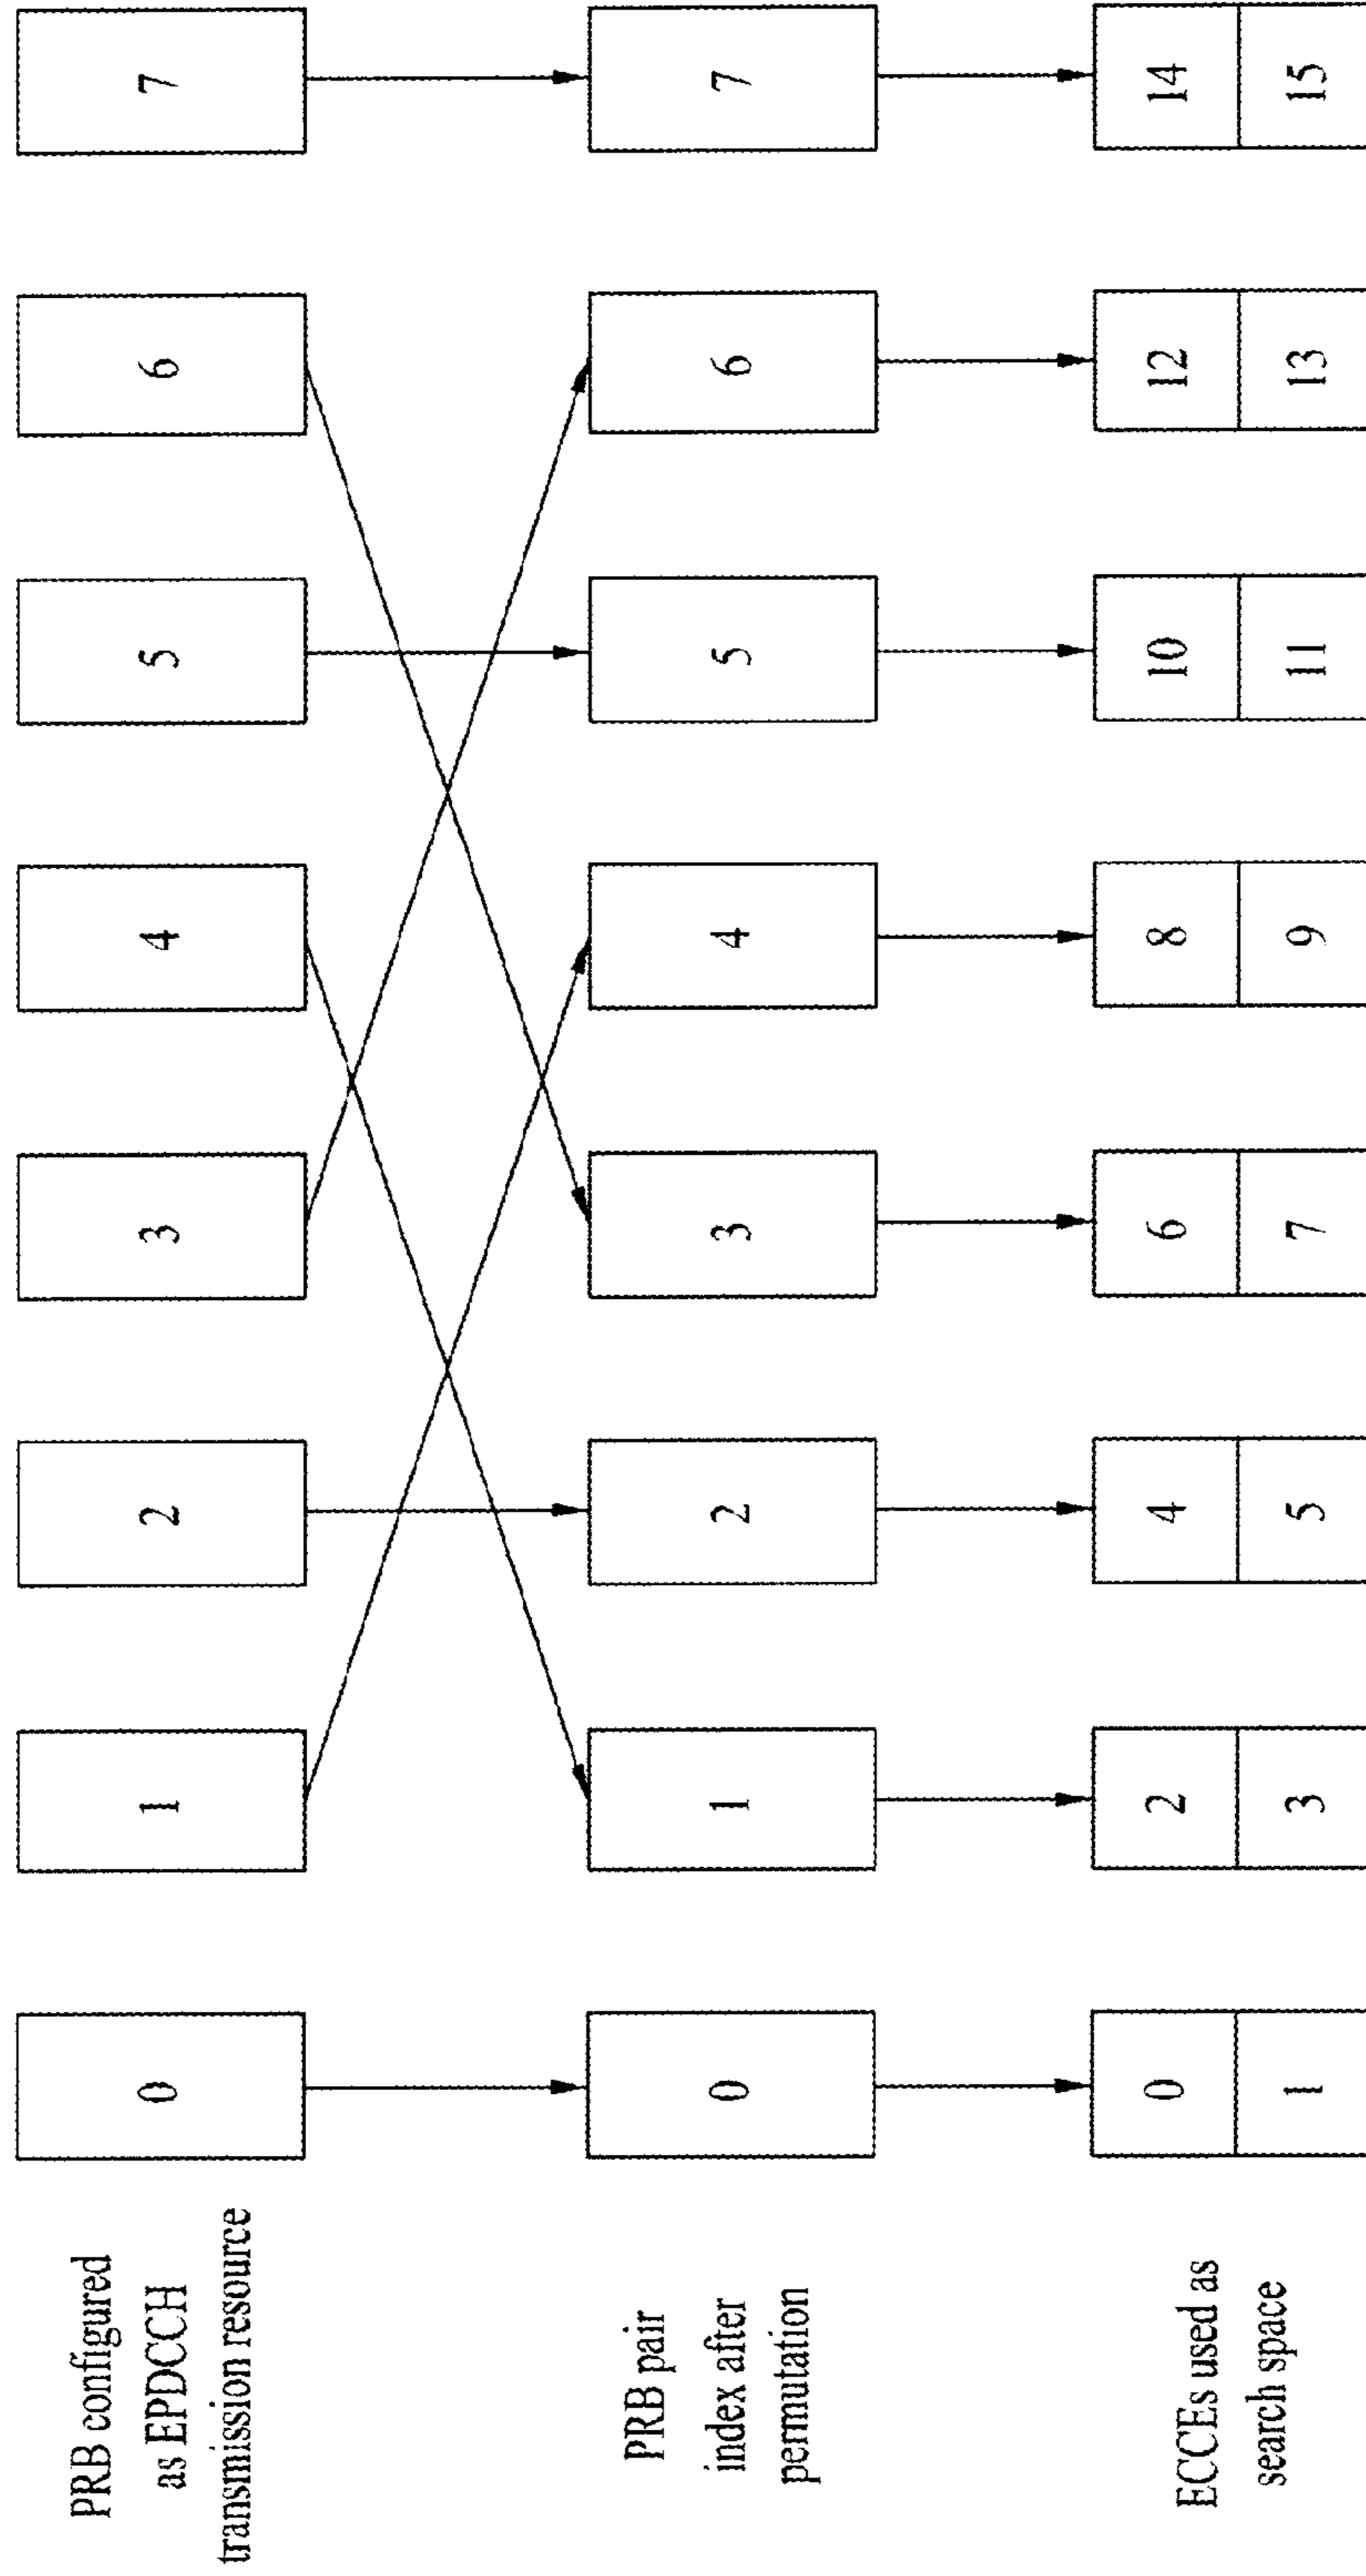 PRB configured
as EPDCCH
transmission resource
0 1 2 3 4 5 6 7
PRB pair
index after
permutation
0 1 2 3 4 5 6 7
ECCEs used as
search space
0 2 4 6 8 10 12 14
1 3 5 7 9 11 13 15